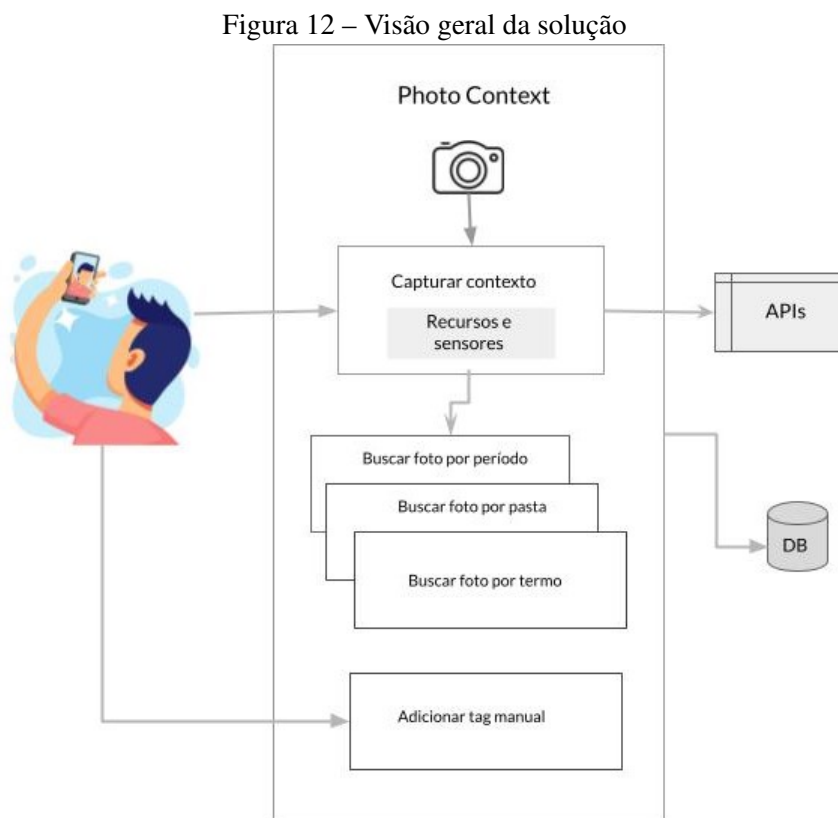 Figura 12 – Visão geral da solução
Photo Context
Capturar contexto
Recursos e
sensores
APIs
Buscar foto por período
Buscar foto por pasta
Buscar foto por termo
DB
Adicionar tag manual